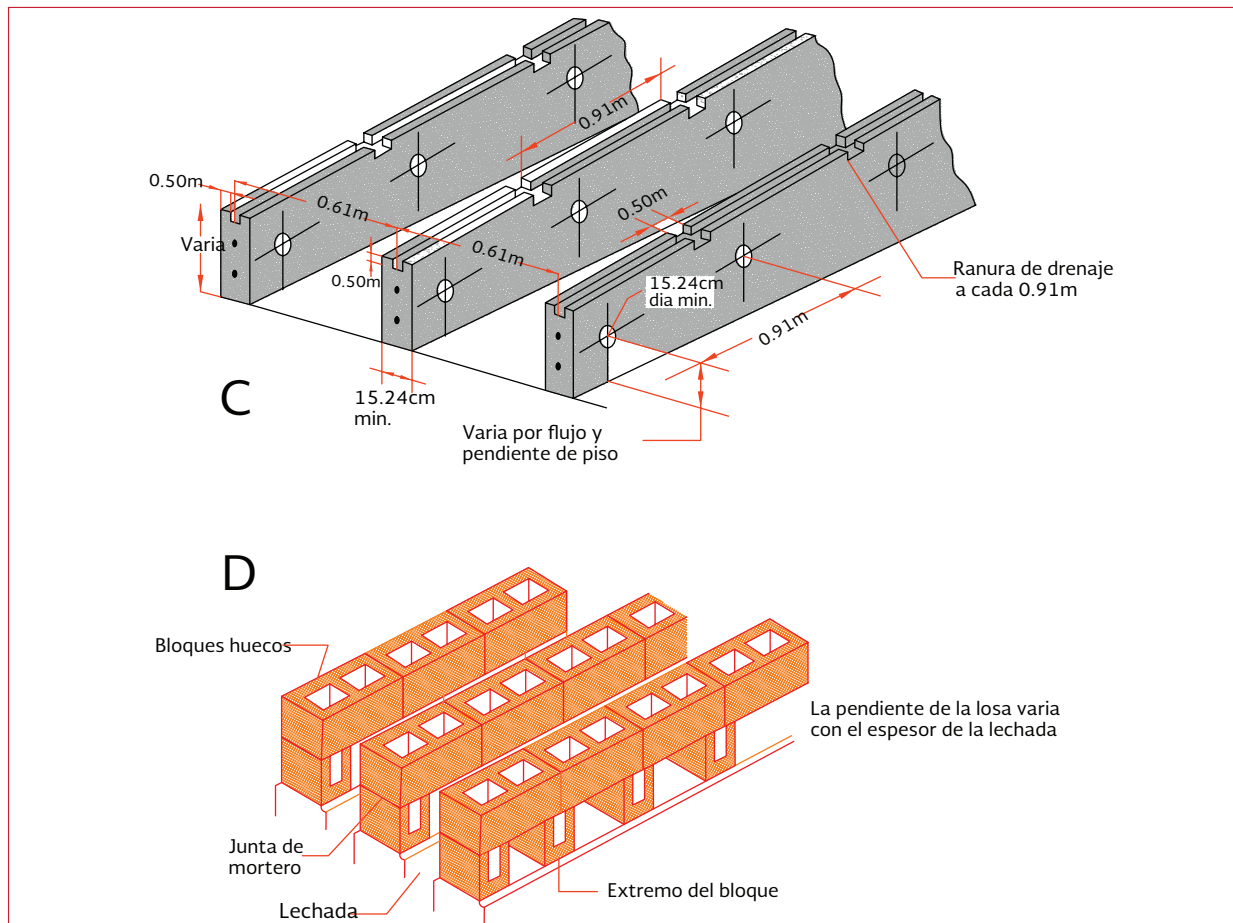 0.91m
0.50m
0.61m
0.50m
Varia
0.61m
0.50m
15.24cm
dia min.
Ranura de drenaje
a cada 0.91m
0.91m
C
15.24cm
min.
Varia por flujo y
pendiente de piso
D
Bloques huecos
La pendiente de la losa varia
con el espesor de la lechada
Junta de
mortero
Extremo del bloque
Lechada